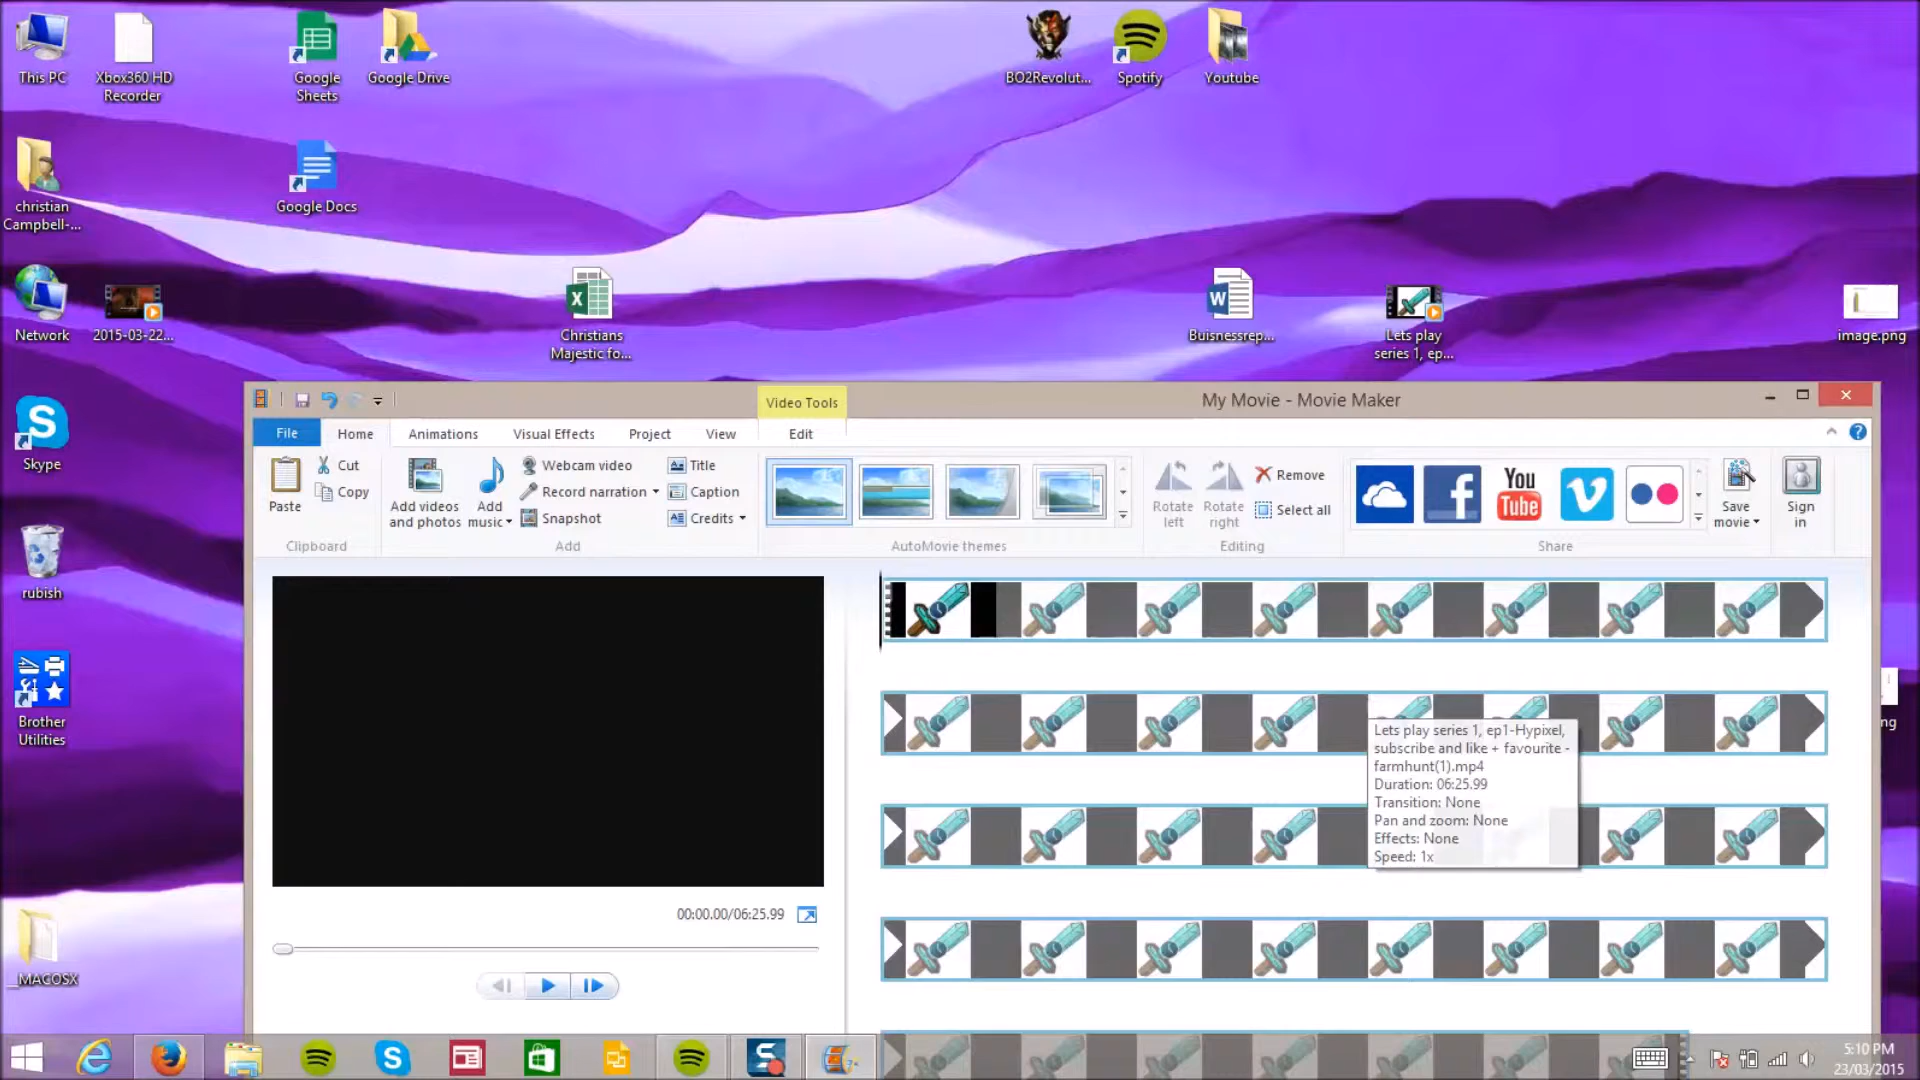 This PC
Xbox360 HD
Recorder
Google
Sheets
Google Drive
BO2Revolut...
Spotify
Youtube
christian
Campbell-...
Google Docs
Network
2015-03-22...
X
Christians
Majestic fo...
W
Buisnessrep...
Lets play
series 1, ep...
image.png
S
Skype
rubish
Brother
Utilities
__MACOSX
ng
Video Tools
My Movie - Movie Maker
File
Home
Animations
Visual Effects
Project
View
Edit
Paste
Cut
Copy
Clipboard
Add videos
and photos
Add
music
Webcam video
Record narration
Snapshot
Title
Caption
Credits
Add
AutoMovie themes
Rotate
left
Rotate
right
Remove
Select all
Editing
f
You
Tube
Share
Save
movie
Sign
in
Lets play series 1, ep1-Hypixel,
subscribe and like + favourite -
farmhunt(1).mp4
Duration: 06:25.99
Transition: None
Pan and zoom: None
Effects: None
Speed: 1x
00:00.00/06:25.99
5:10 PM
23/03/2015